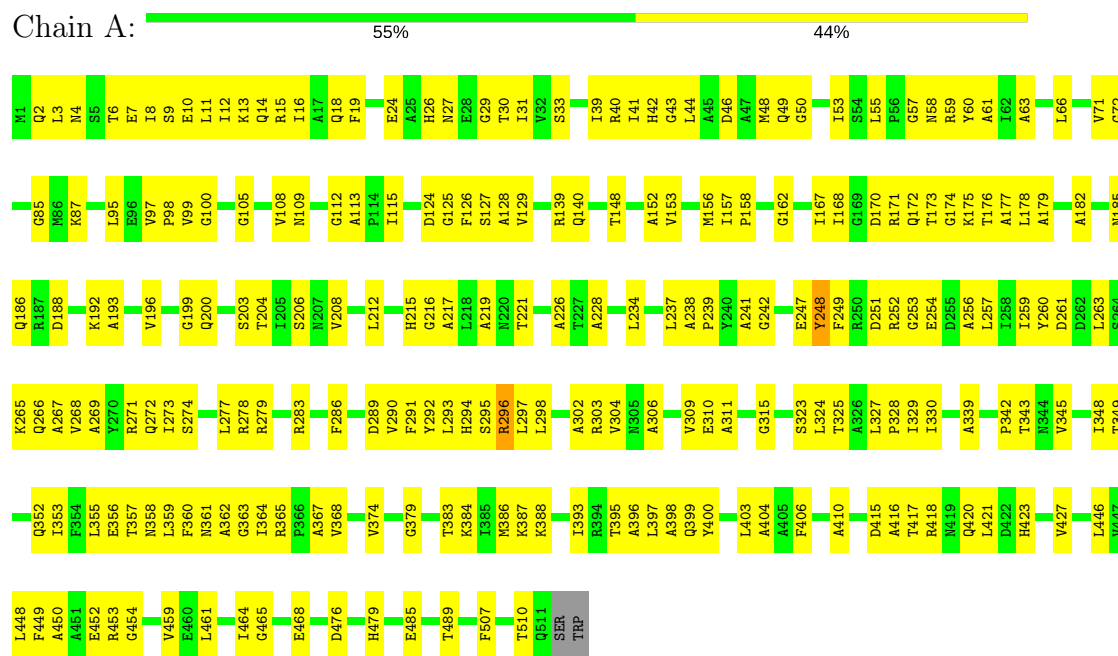 Chain A:
55% 44%
M1 Q2 L3 N4 S5 T6 E7 I8 S9 E10 L11 I12 K13 Q14 R15 I16 A17 Q18 F19 E24 A25 H26 N27 E28 G29 T30 I31 V32 S33 I39 R40 I41 H42 G43 L44 A45 D46 A47 M48 Q49 G50 I53 S54 L55 P56 G57 N58 R59 Y60 A61 I62 A63 L66 V71 G72
G85 M86 K87 L95 E96 V97 P98 V99 G100 G105 V108 N109 G112 A113 P114 I115 D124 G125 F126 S127 A128 V129 R139 Q140 T148 A152 V153 M156 I157 P158 G162 I167 I168 G169 D170 R171 Q172 T173 G174 K175 T176 A177 L178 A179 A182 N185
Q186 R187 D188 K192 A193 V196 G199 Q200 S203 T204 I205 S206 N207 V208 L212 H215 G216 A217 L218 A219 N220 T221 A226 T227 A228 L234 L237 A238 P239 Y240 A241 G242 E247 Y248 F249 R250 D251 R252 G253 E254 D255 A256 L257 I258 I259 Y260 D261 D262 L263 S264
K265 Q266 A267 V268 A269 Y270 R271 Q272 I273 S274 L277 R278 R279 R283 F286 D289 V290 F291 Y292 L293 H294 S295 R296 L297 L298 A302 R303 V304 N305 A306 V309 E310 A311 G315 S323 L324 T325 A326 L327 P328 I329 I330 A339 P342 T343 N344 V345 I348 T349
Q352 I353 F354 L355 E356 T357 N358 L359 F360 N361 A362 G363 I364 R365 P366 A367 V368 V374 G379 T383 K384 I385 M386 K387 K388 I393 R394 T395 A396 L397 A398 Q399 Y400 L403 A404 A405 F406 A410 D415 A416 T417 R418 N419 Q420 L421 D422 H423 V427 L446 V447
L448 F449 A450 A451 E452 R453 G454 V459 E460 L461 I464 G465 E468 D476 H479 E485 T489 F507 T510 Q511 SER TRP